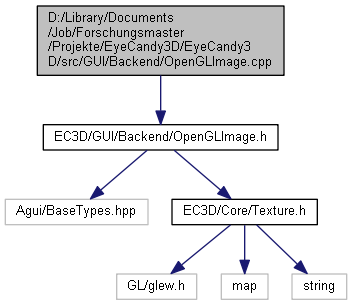 D:/Library/Documents
/Job/Forschungsmaster
/Projekte/EyeCandy3D/EyeCandy3
D/src/GUI/Backend/OpenGLImage.cpp
EC3D/GUI/Backend/OpenGLImage.h
Agui/BaseTypes.hpp
EC3D/Core/Texture.h
GL/glew.h
map
string